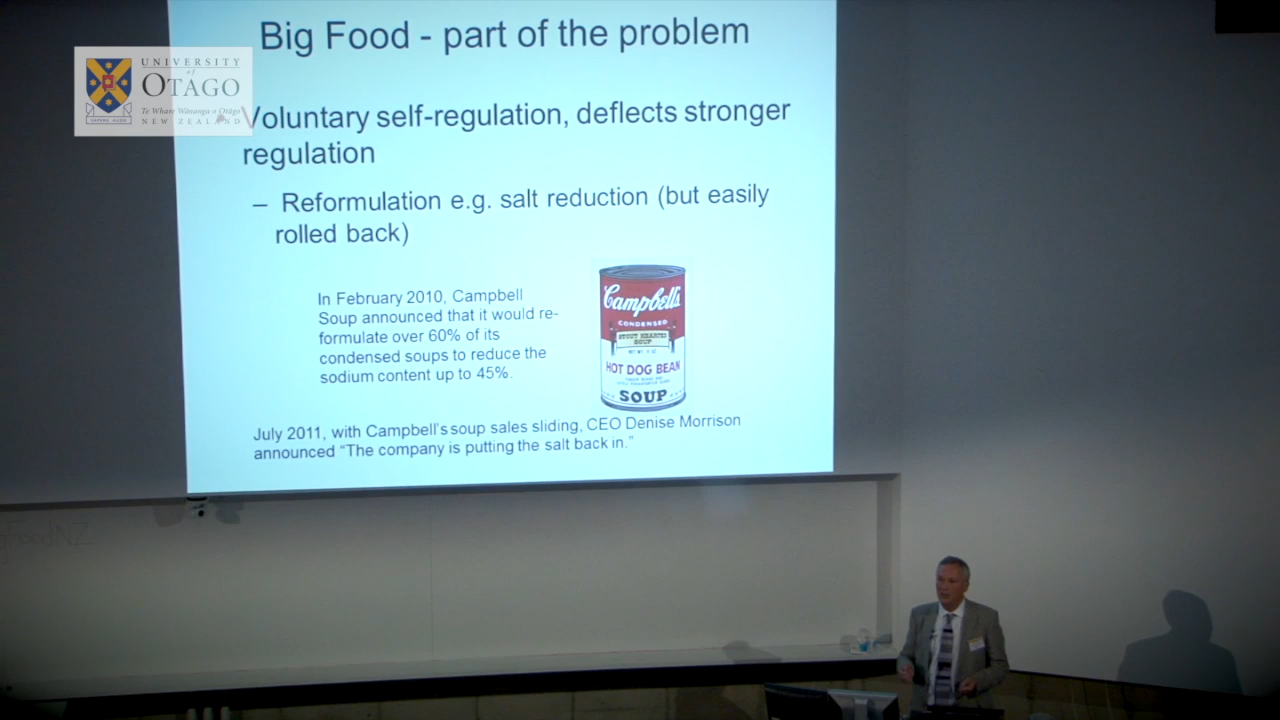 Big Food - part of the problem
UNIVERSITY
of
OTAGO
Te Whare Wānanga o Otāgo
NEW ZEALAND
Voluntary self-regulation, deflects stronger
regulation
– Reformulation e.g. salt reduction (but easily
rolled back)
In February 2010, Campbell
Soup announced that it would re-
formulate over 60% of its
condensed soups to reduce the
sodium content up to 45%.
Campbell's
CONDENSED
STOUT HEARTED
SOUP
HOT DOG BEAN
SOUP
July 2011, with Campbell's soup sales sliding, CEO Denise Morrison
announced “The company is putting the salt back in.”
gFoodNZ